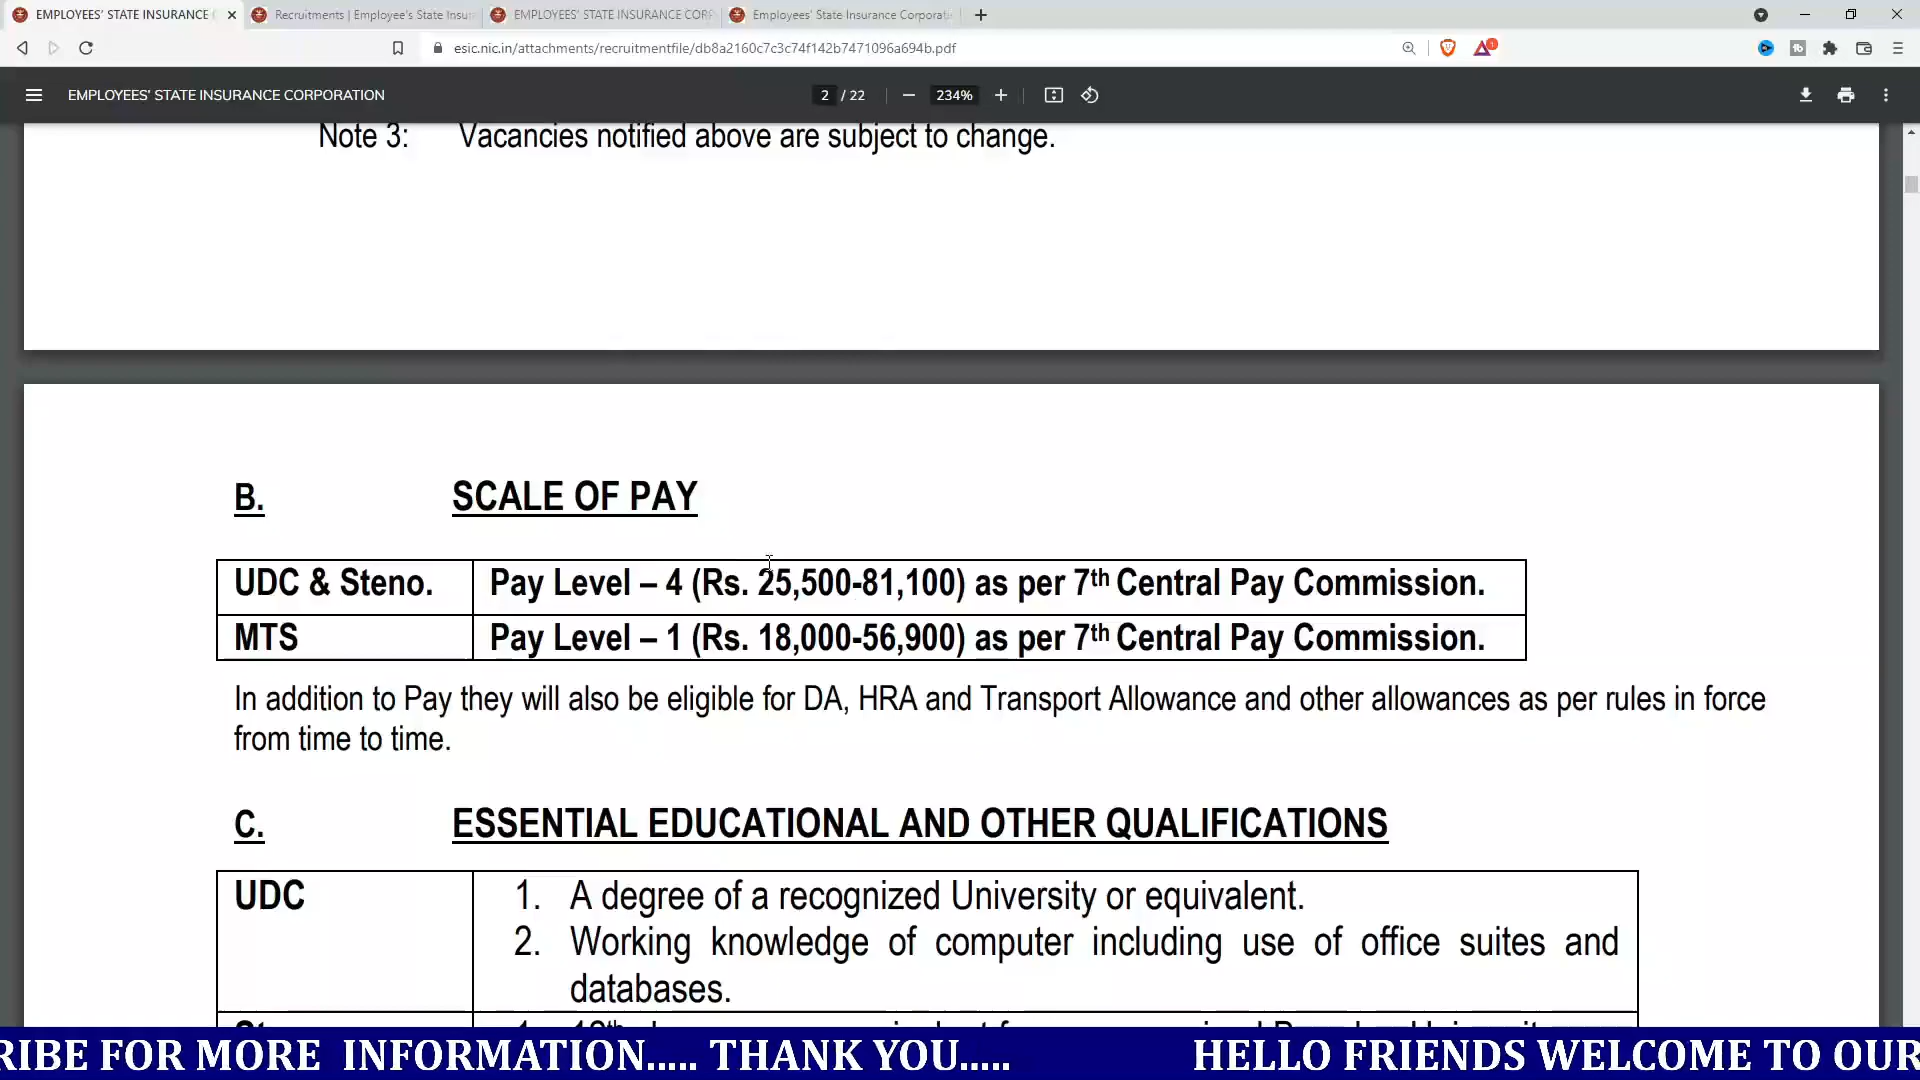 EMPLOYEES' STATE INSURANCE (
Recruitments | Employee's State Insur
EMPLOYEES' STATE INSURANCE CORP
Employees' State Insurance Corporati
esic.nic.in/attachments/recruitmentfile/db8a2160c7c3c74f142b7471096a694b.pdf
1
EMPLOYEES' STATE INSURANCE CORPORATION
2 / 22
234%
Note 3: Vacancies notified above are subject to change.
B. SCALE OF PAY
UDC & Steno. Pay Level – 4 (Rs. 25,500-81,100) as per 7th Central Pay Commission.
MTS Pay Level – 1 (Rs. 18,000-56,900) as per 7th Central Pay Commission.
In addition to Pay they will also be eligible for DA, HRA and Transport Allowance and other allowances as per rules in force
from time to time.
C. ESSENTIAL EDUCATIONAL AND OTHER QUALIFICATIONS
UDC 1. A degree of a recognized University or equivalent.
2. Working knowledge of computer including use of office suites and
databases.
RIBE FOR MORE INFORMATION..... THANK YOU..... HELLO FRIENDS WELCOME TO OUR